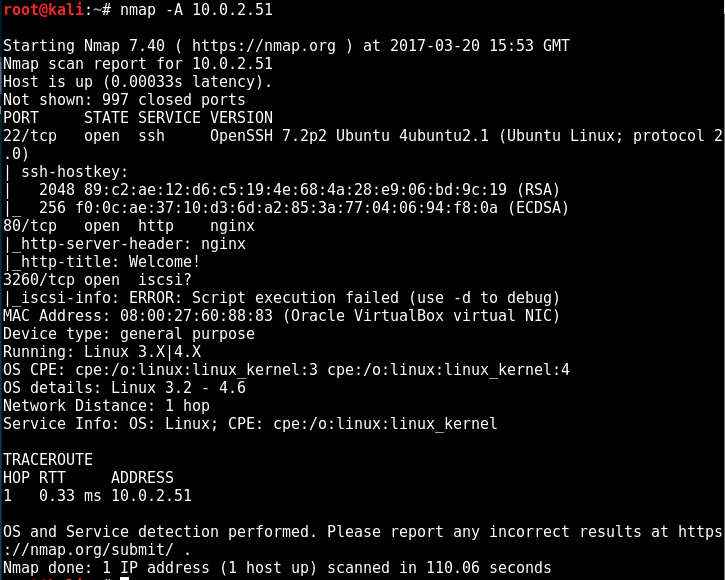 root@kali:~# nmap -A 10.0.2.51
Starting Nmap 7.40 ( https://nmap.org ) at 2017-03-20 15:53 GMT
Nmap scan report for 10.0.2.51
Host is up (0.00033s latency).
Not shown: 997 closed ports
PORT     STATE SERVICE VERSION
22/tcp   open  ssh     OpenSSH 7.2p2 Ubuntu 4ubuntu2.1 (Ubuntu Linux; protocol 2
.0)
| ssh-hostkey:
|   2048 89:c2:ae:12:d6:c5:19:4e:68:4a:28:e9:06:bd:9c:19 (RSA)
|_  256 f0:0c:ae:37:10:d3:6d:a2:85:3a:77:04:06:94:f8:0a (ECDSA)
80/tcp   open  http    nginx
|_http-server-header: nginx
|_http-title: Welcome!
3260/tcp open  iscsi?
|_iscsi-info: ERROR: Script execution failed (use -d to debug)
MAC Address: 08:00:27:60:88:83 (Oracle VirtualBox virtual NIC)
Device type: general purpose
Running: Linux 3.X|4.X
OS CPE: cpe:/o:linux:linux_kernel:3 cpe:/o:linux:linux_kernel:4
OS details: Linux 3.2 - 4.6
Network Distance: 1 hop
Service Info: OS: Linux; CPE: cpe:/o:linux:linux_kernel
TRACEROUTE
HOP RTT     ADDRESS
1   0.33 ms 10.0.2.51
OS and Service detection performed. Please report any incorrect results at https
://nmap.org/submit/ .
Nmap done: 1 IP address (1 host up) scanned in 110.06 seconds